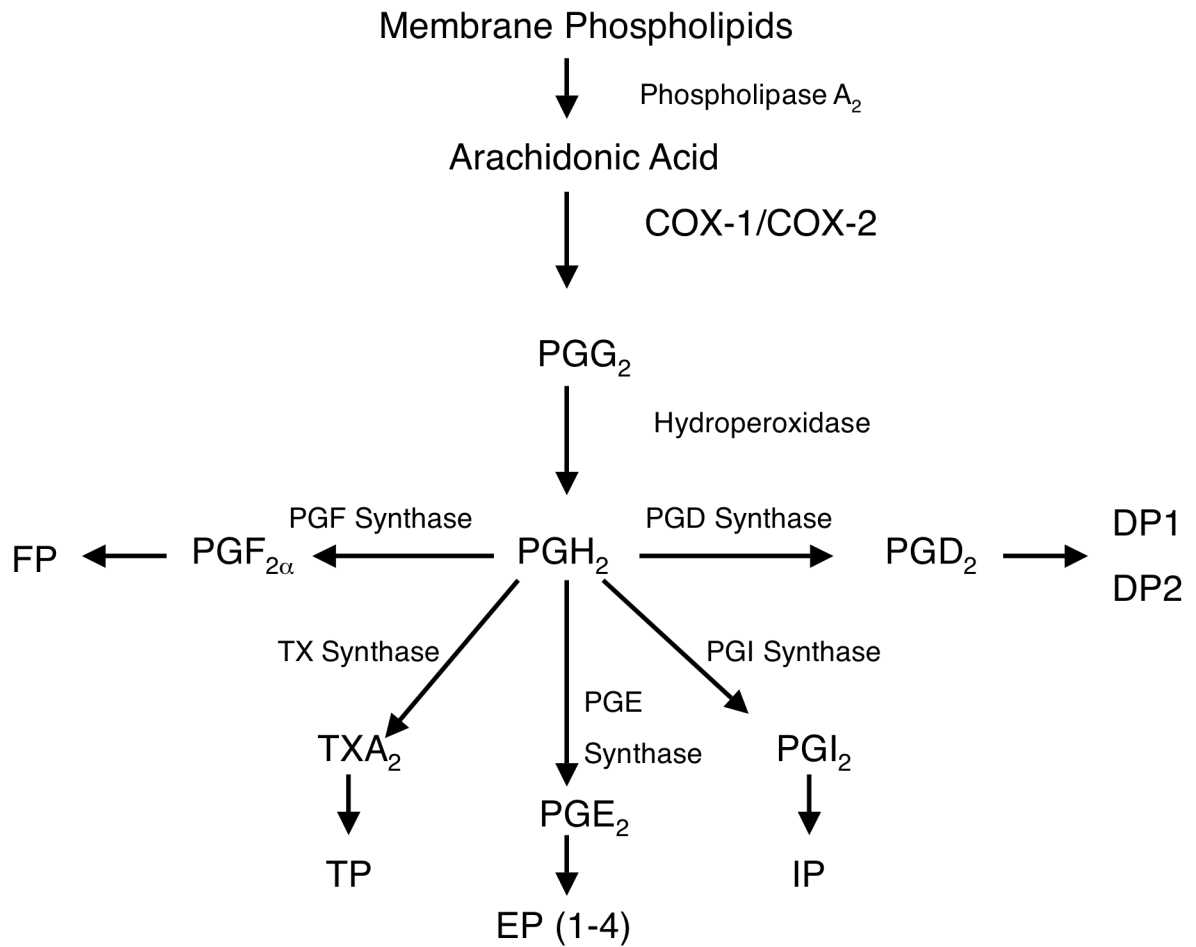 Membrane Phospholipids
Phospholipase A₂
Arachidonic Acid
COX-1/COX-2
PGG₂
Hydroperoxidase
PGF Synthase
PGD Synthase
FP
PGF₂α
PGH₂
PGD₂
DP1
DP2
TX Synthase
PGI Synthase
PGE
Synthase
TXA₂
PGI₂
PGE₂
TP
IP
EP (1-4)